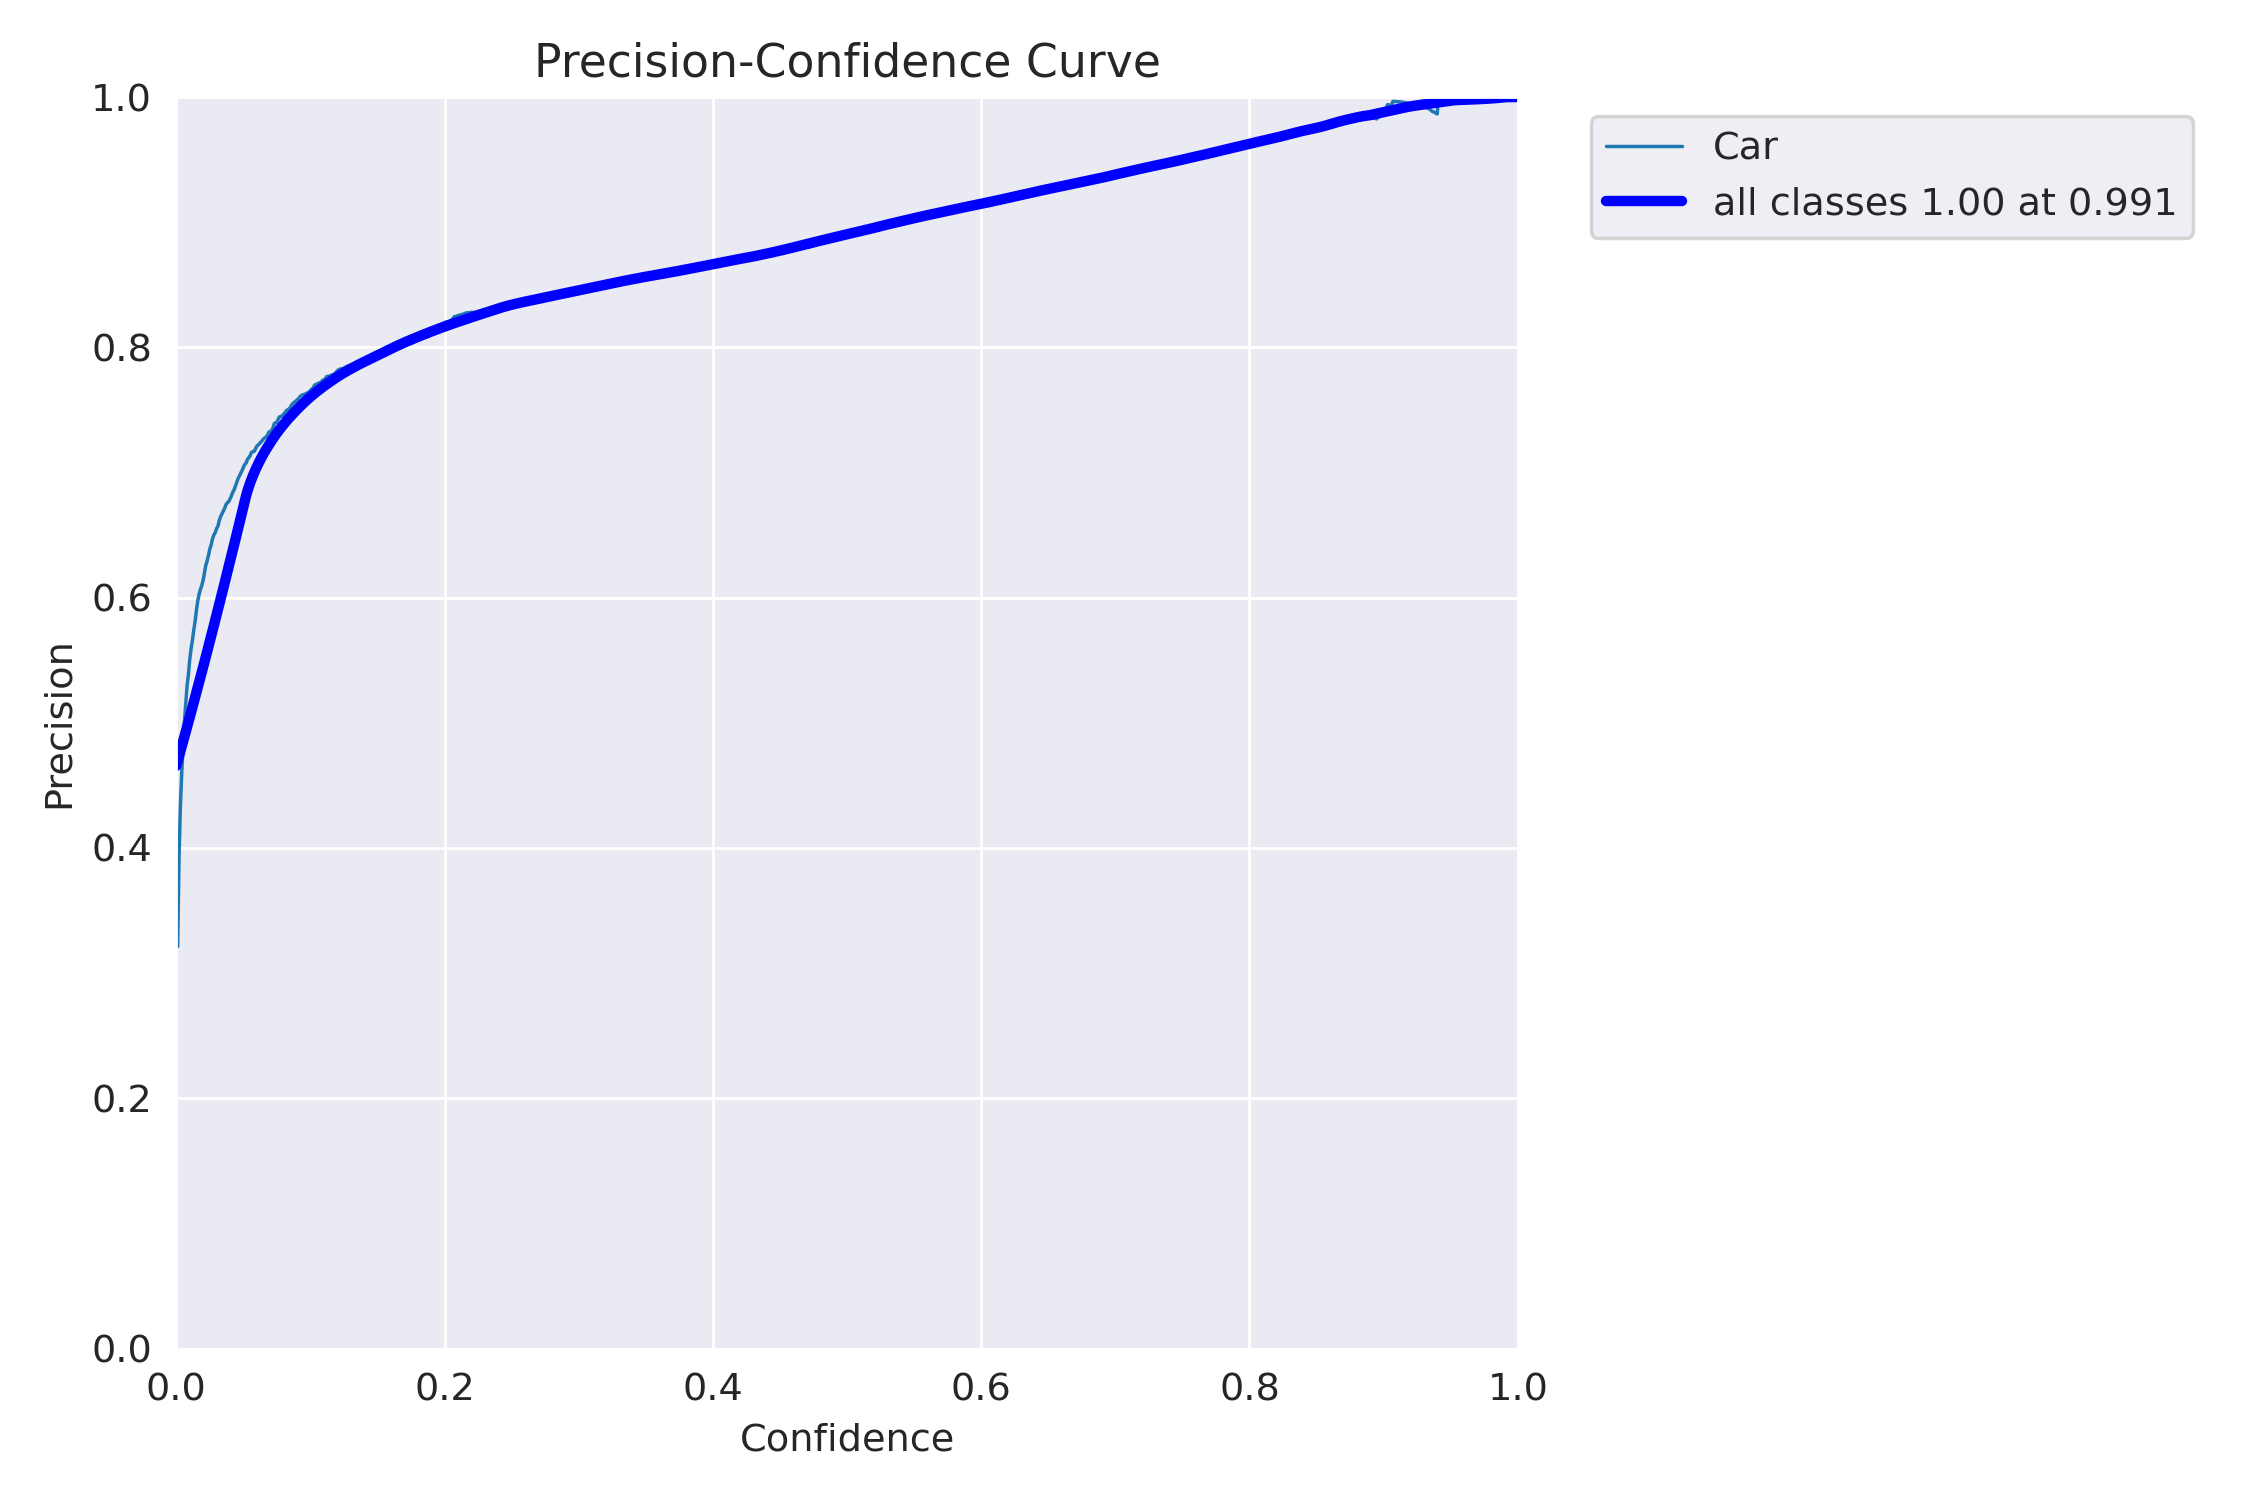 Precision-Confidence Curve
Car
all classes 1.00 at 0.991
1.0
0.8
0.6
0.4
0.2
0.0
Precision
0.0 0.2 0.4 0.6 0.8 1.0
Confidence